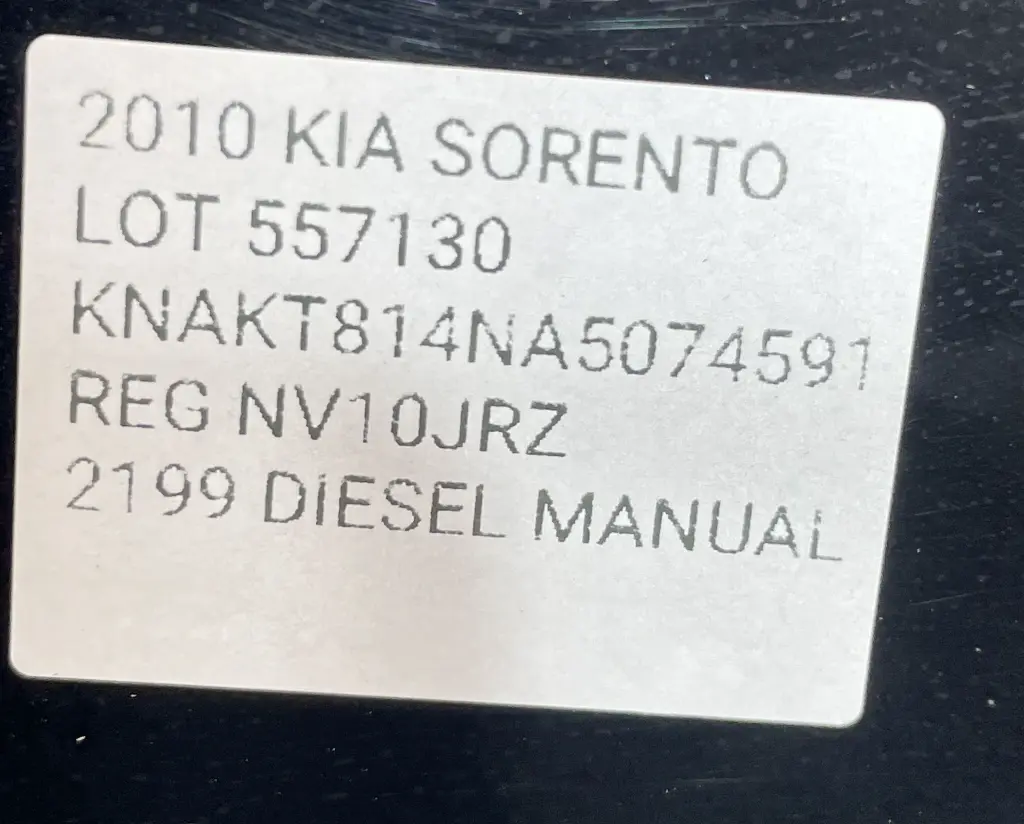 2010 KIA SORENTO
LOT 557130
KNAKT814NA5074591
REG NV10JRZ
2199 DIESEL MANUAL